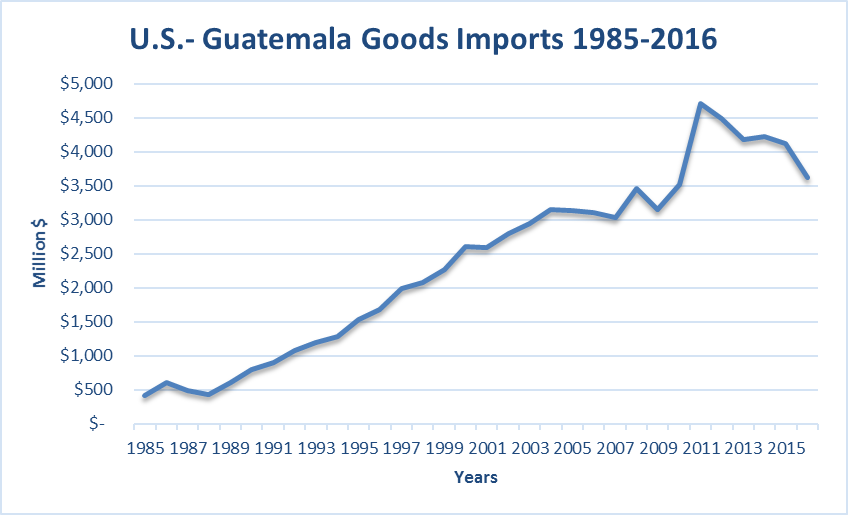 U.S.- Guatemala Goods Imports 1985-2016
$5,000
$4,500
$4,000
$3,500
$3,000
$2,500
$2,000
$1,500
$1,000
$500
$-
Million $
1985 1987 1989 1991 1993 1995 1997 1999 2001 2003 2005 2007 2009 2011 2013 2015
Years